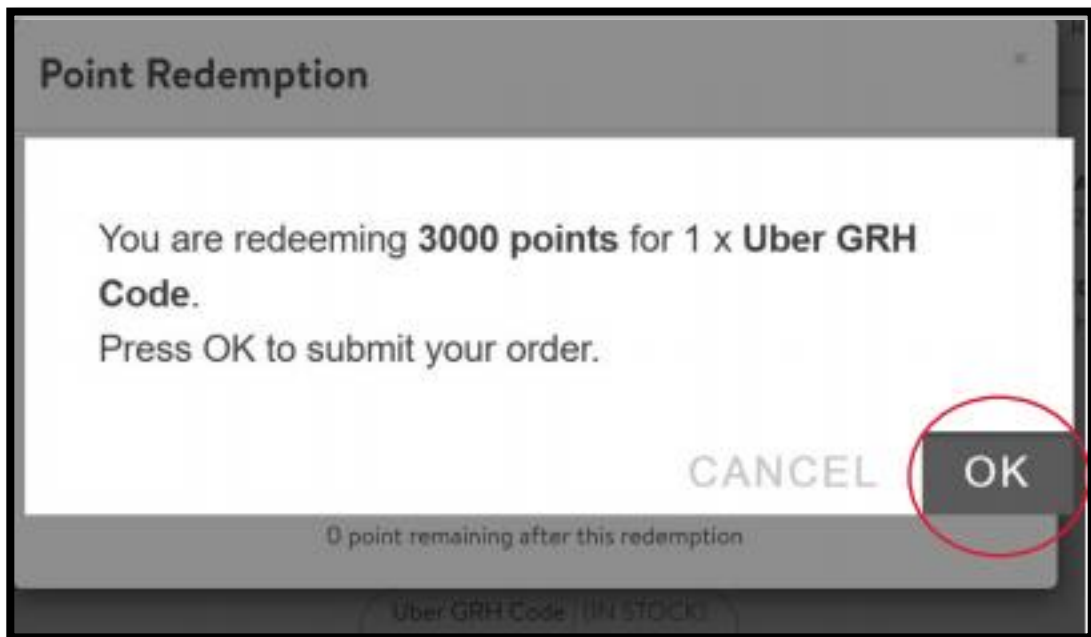 Point Redemption
×
You are redeeming 3000 points for 1 x Uber GRH
Code.
Press OK to submit your order.
CANCEL
OK
0 point remaining after this redemption
Uber GRH Code (IN STOCK)